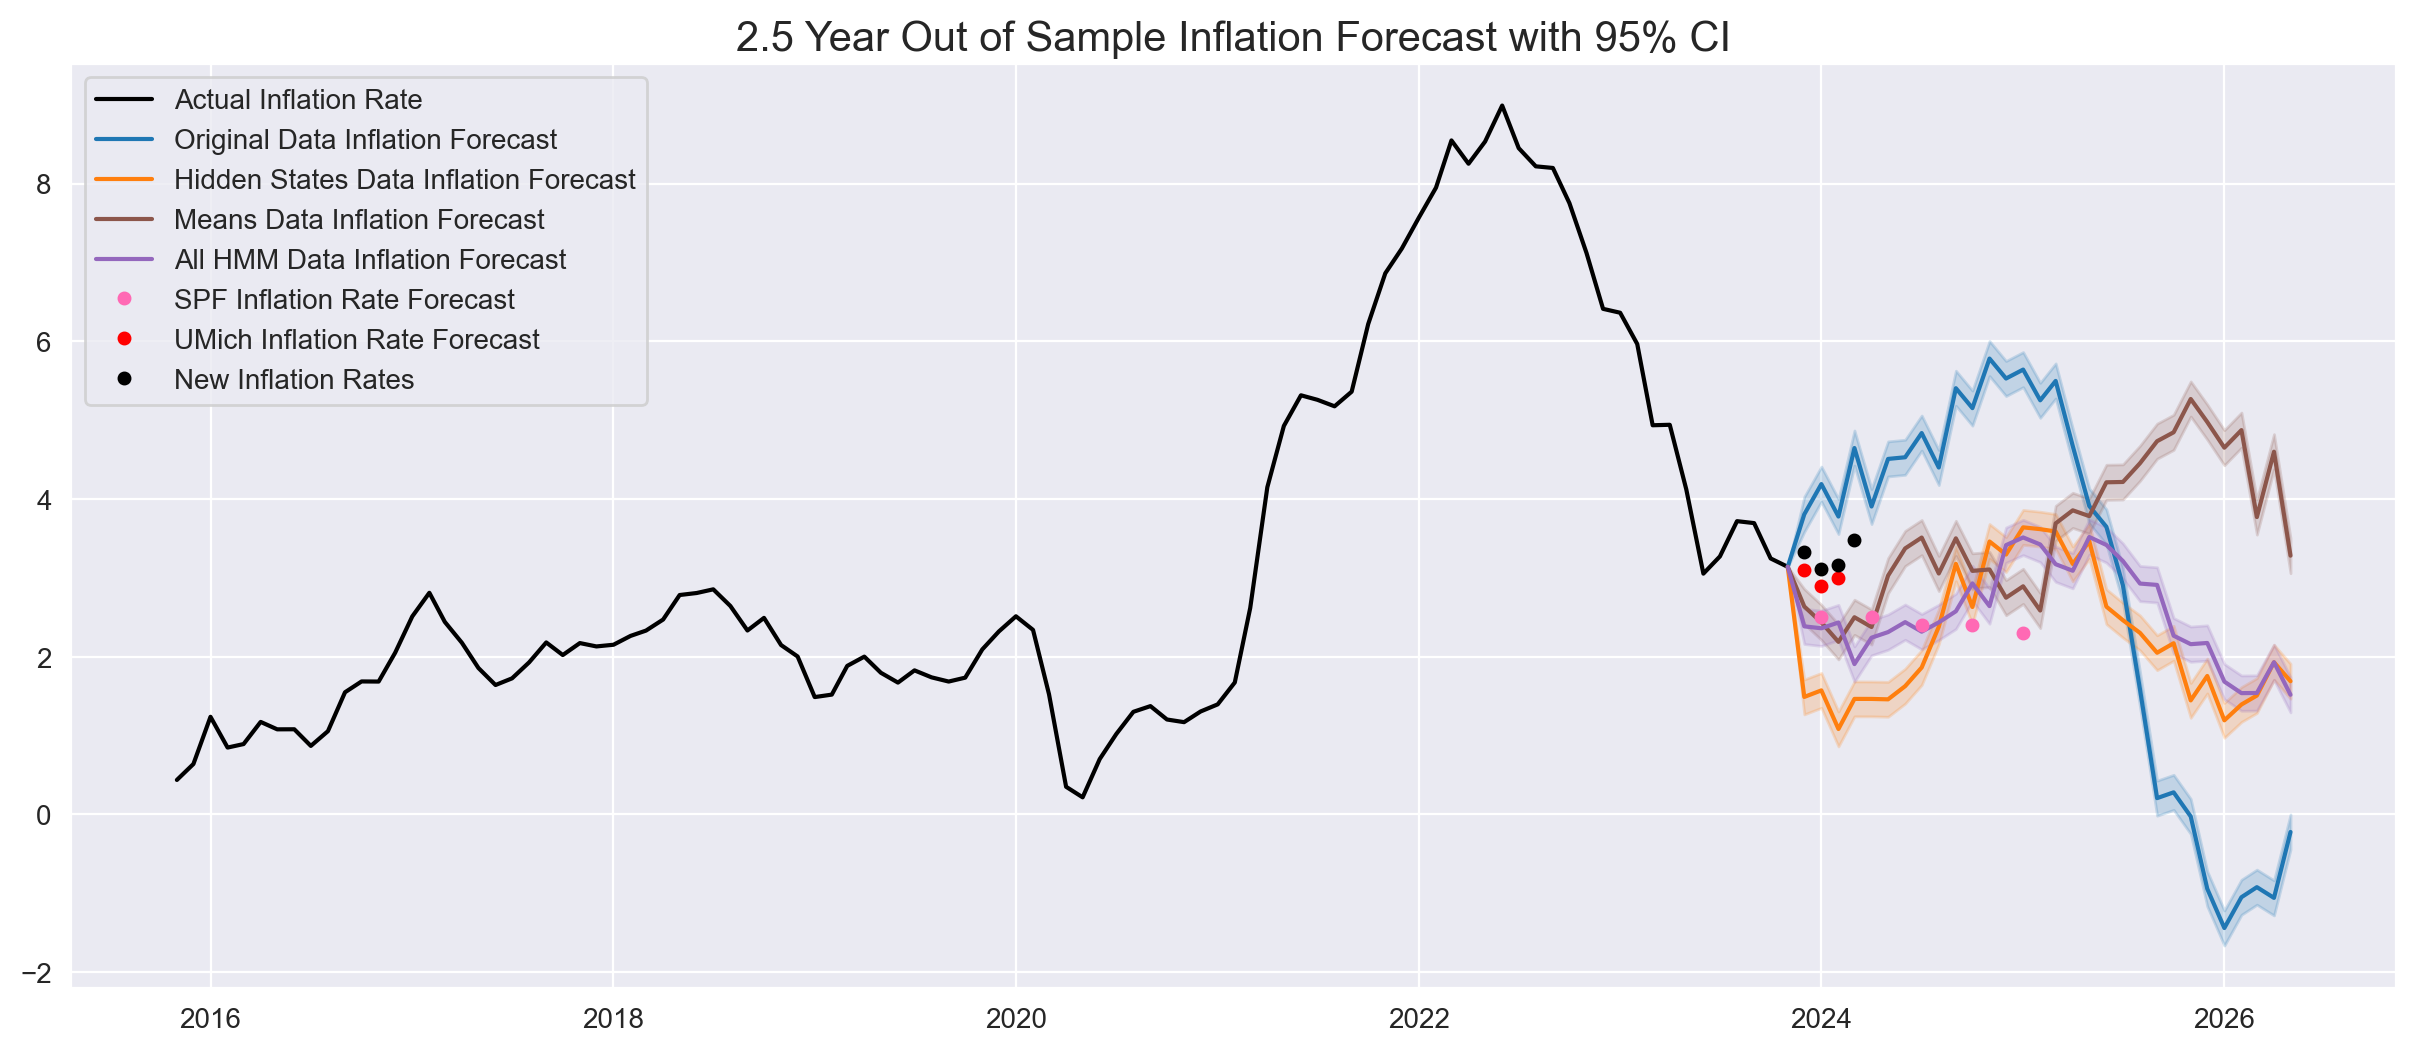 2.5 Year Out of Sample Inflation Forecast with 95% CI
Actual Inflation Rate
Original Data Inflation Forecast
Hidden States Data Inflation Forecast
Means Data Inflation Forecast
All HMM Data Inflation Forecast
SPF Inflation Rate Forecast
UMich Inflation Rate Forecast
New Inflation Rates
8
6
4
2
0
−2
2016
2018
2020
2022
2024
2026